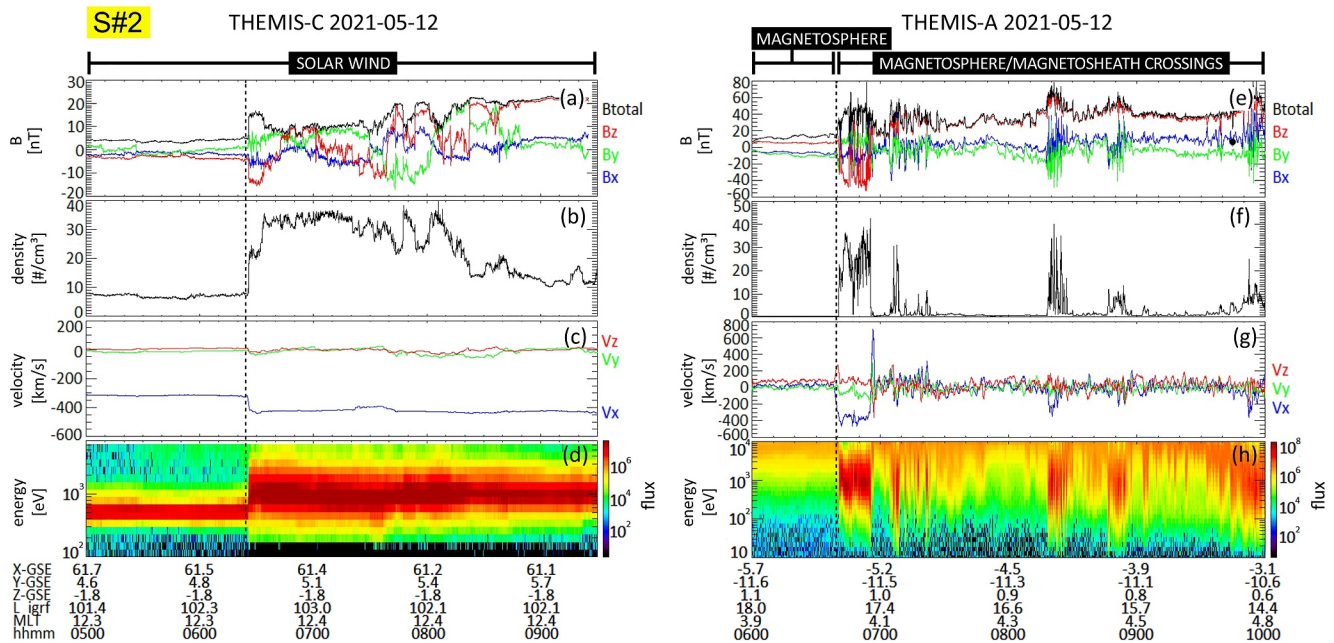 S#2
THEMIS-C 2021-05-12
THEMIS-A 2021-05-12
SOLAR WIND
MAGNETOSPHERE
MAGNETOSPHERE/MAGNETOSHEATH CROSSINGS
30
20
10
0
10
20
B
[nT]
(a)
Btotal
Bz
By
Bx
40
30
20
10
0
density
[#/cm³]
(b)
200
0
-200
-400
-600
velocity
[km/s]
(c)
Vz
Vy
Vx
10³
10²
energy
[eV]
(d)
10⁶
10⁴
10²
flux
X-GSE 61.7 61.5 61.4 61.2 61.1
Y-GSE 4.6 4.8 5.1 5.4 5.7
Z-GSE -1.8 -1.8 -1.8 -1.8 -1.8
L_igrf 101.4 102.3 103.0 102.1 102.1
MLT 12.3 12.3 12.4 12.4 12.4
hhmm 0500 0600 0700 0800 0900
80
60
40
20
0
-20
-40
60
B
[nT]
(e)
Btotal
Bz
By
Bx
50
40
30
20
10
0
density
[#/cm³]
(f)
800
600
400
200
0
-200
-400
-600
velocity
[km/s]
(g)
Vz
Vy
Vx
10⁴
10³
10²
10
energy
[eV]
(h)
10⁸
10⁶
10⁴
10²
flux
-5.7 -5.2 -4.5 -3.9 -3.1
-11.6 -11.5 -11.3 -11.1 -10.6
1.1 1.0 0.9 0.8 0.6
18.0 17.4 16.6 15.7 14.4
3.9 4.1 4.3 4.5 4.8
0600 0700 0800 0900 1000